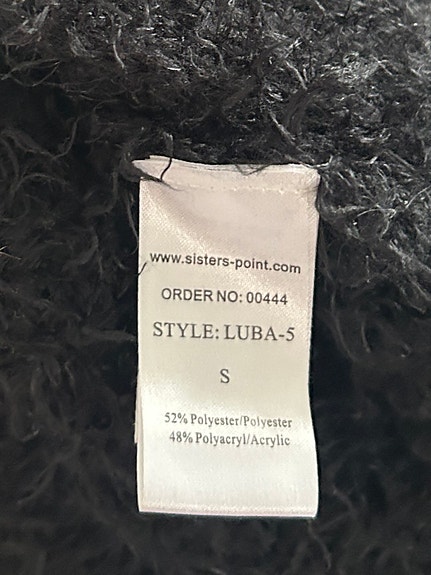 www.sisters-point.com
ORDER NO: 00444
STYLE: LUBA-5
S
52% Polyester/Polyester
48% Polyacryl/Acrylic